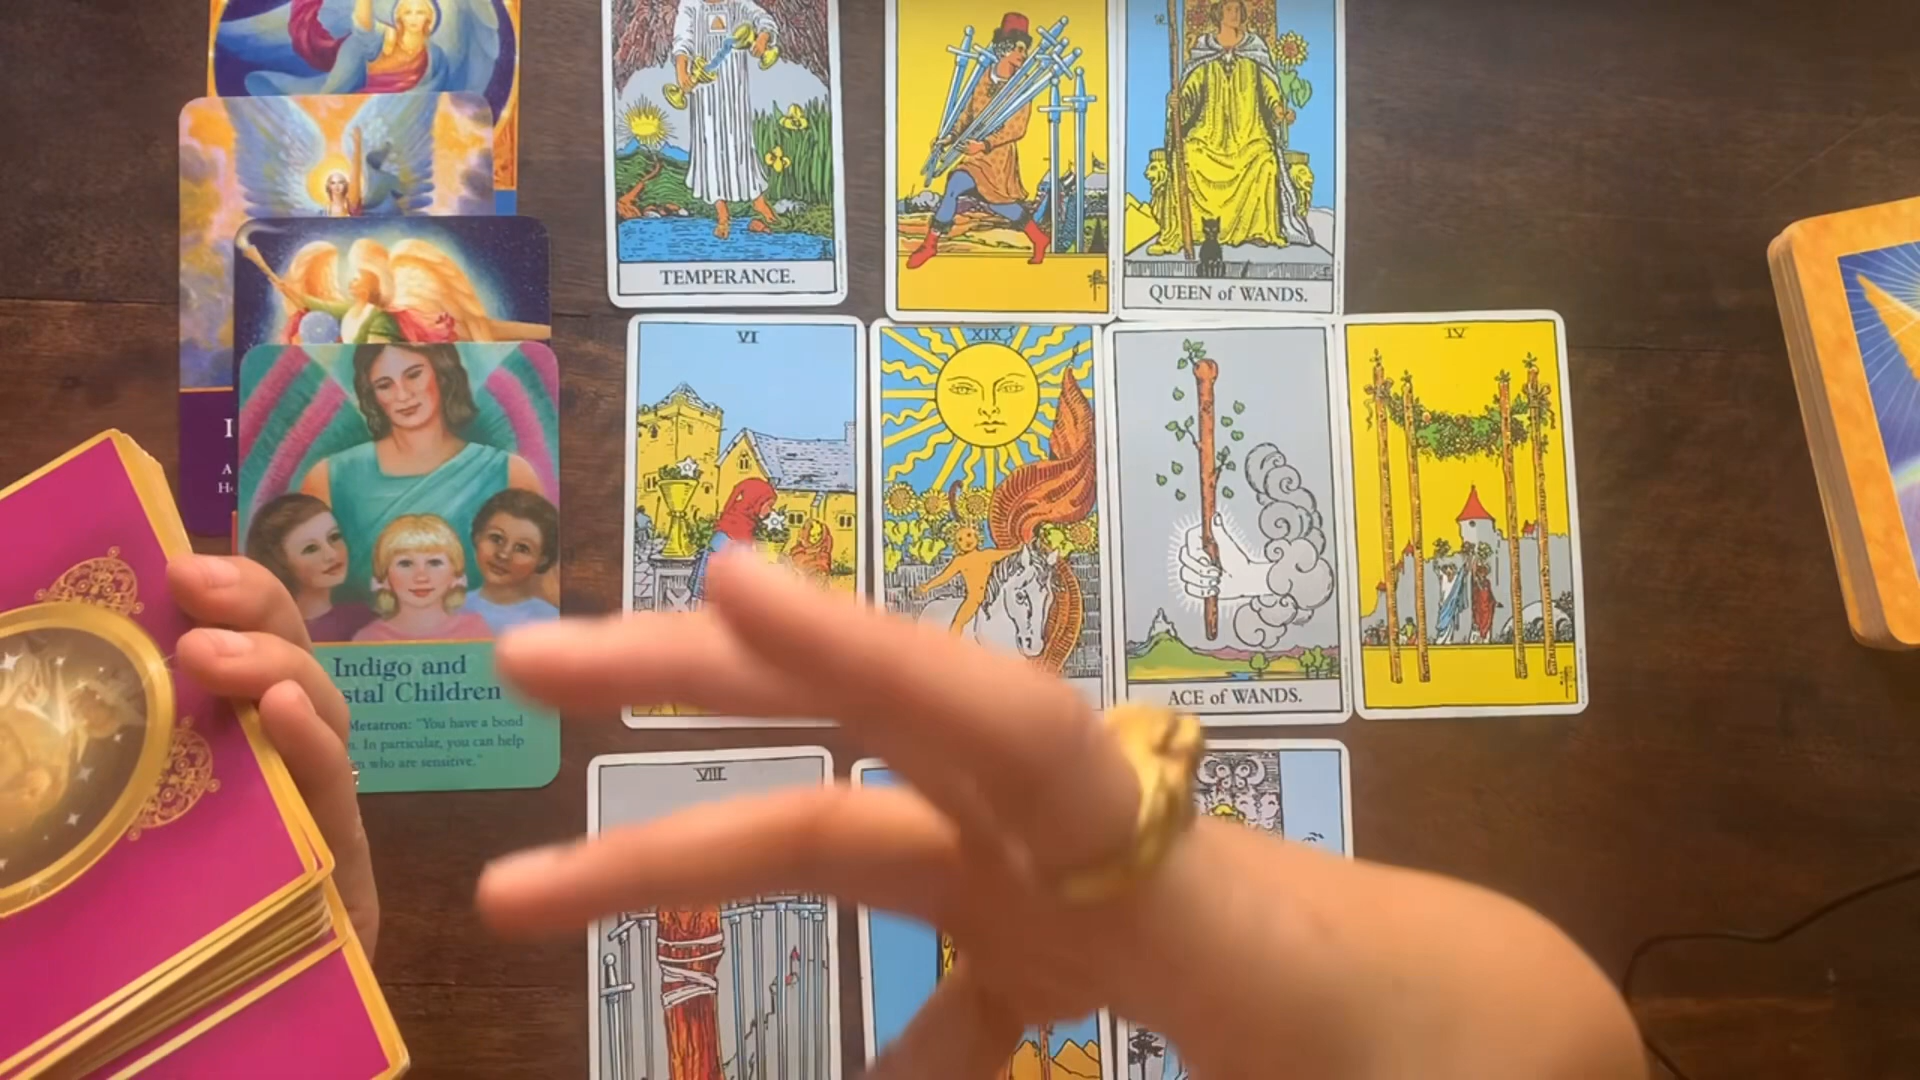 TEMPERANCE.
QUEEN of WANDS.
VI
XIX
IV
ACE of WANDS.
VIII
I
A
H
Indigo and
stal Children
Metatron: "You have a bond
In particular, you can help
who are sensitive."